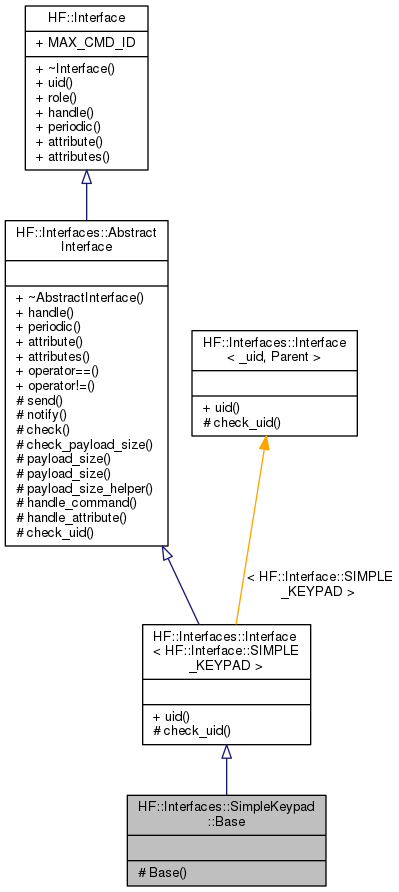 HF::Interface
+ MAX_CMD_ID
+ ~Interface()
+ uid()
+ role()
+ handle()
+ periodic()
+ attribute()
+ attributes()
HF::Interfaces::Abstract
Interface
+ ~AbstractInterface()
+ handle()
+ periodic()
+ attribute()
+ attributes()
+ operator==()
+ operator!=()
# send()
# notify()
# check()
# check_payload_size()
# payload_size()
# payload_size()
# payload_size_helper()
# handle_command()
# handle_attribute()
# check_uid()
HF::Interfaces::Interface
< _uid, Parent >
+ uid()
# check_uid()
< HF::Interface::SIMPLE
_KEYPAD >
HF::Interfaces::Interface
< HF::Interface::SIMPLE
_KEYPAD >
+ uid()
# check_uid()
HF::Interfaces::SimpleKeypad
::Base
# Base()